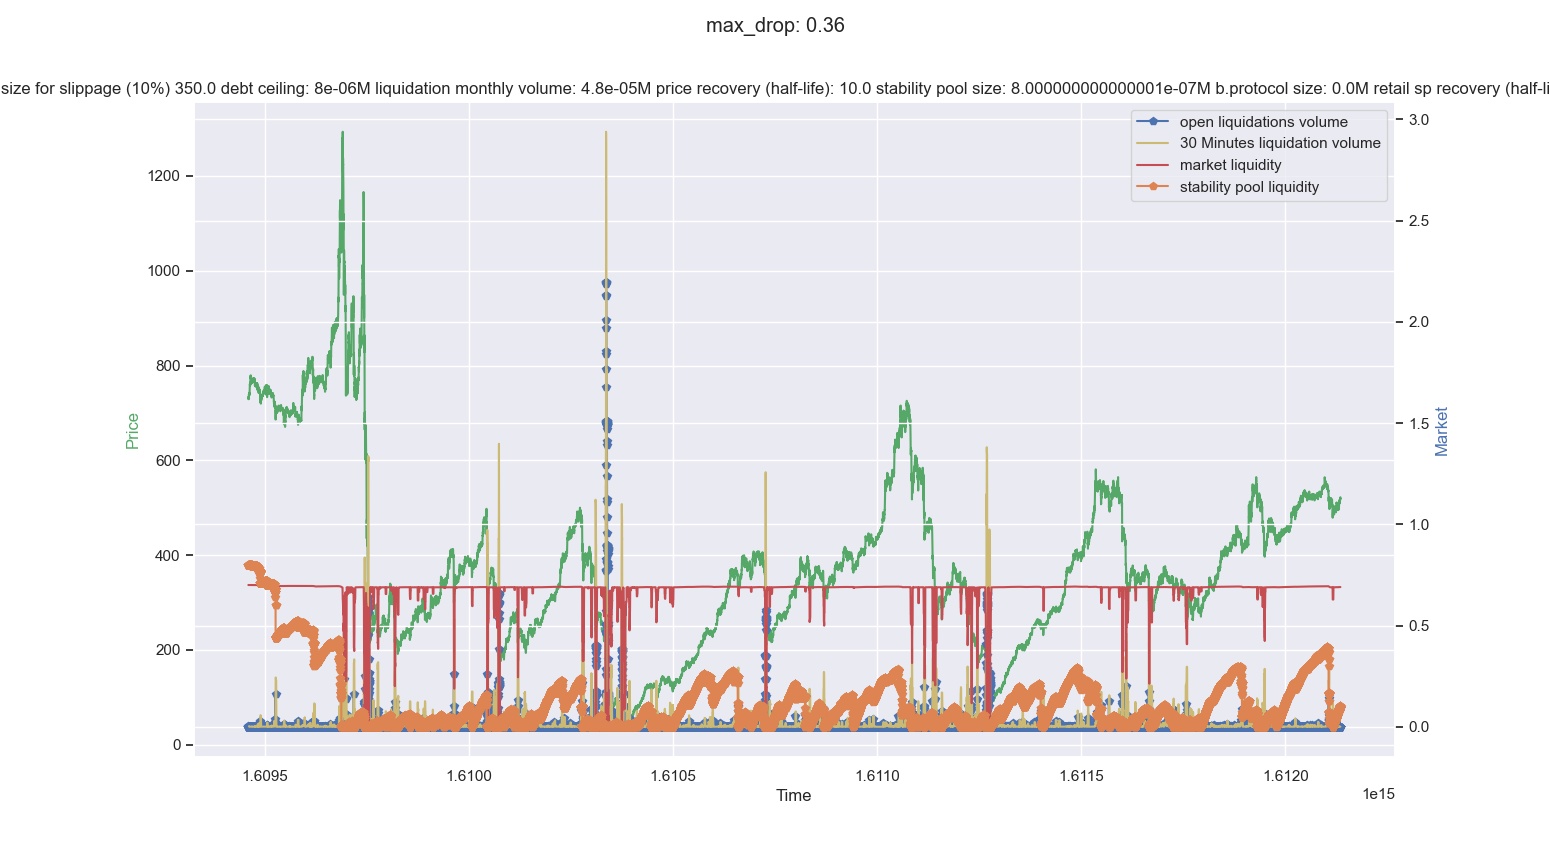 max_drop: 0.36
size for slippage (10%) 350.0 debt ceiling: 8e-06M liquidation monthly volume: 4.8e-05M price recovery (half-life): 10.0 stability pool size: 8.000000000000001e-07M b.protocol size: 0.0M retail sp recovery (half-li
open liquidations volume
30 Minutes liquidation volume
market liquidity
stability pool liquidity
1200
1000
800
600
400
200
0
Price
3.0
2.5
2.0
1.5
1.0
0.5
0.0
Market
1.6095 1.6100 1.6105 1.6110 1.6115 1.6120
Time
1e15